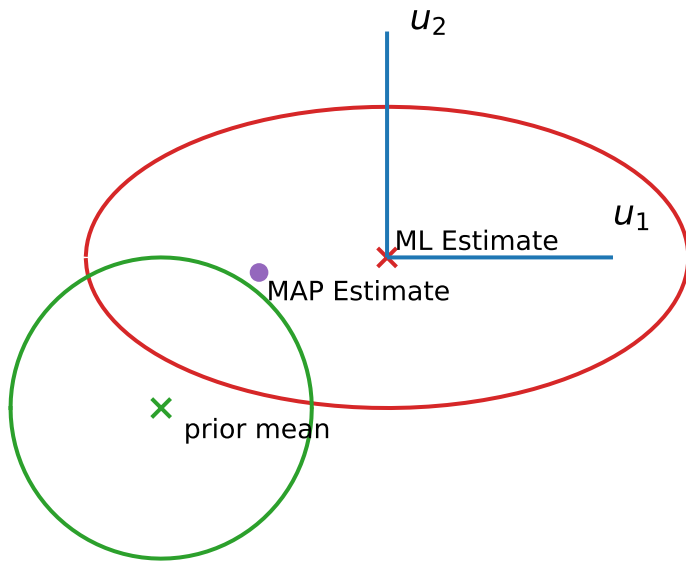 u₂
u₁
ML Estimate
MAP Estimate
prior mean